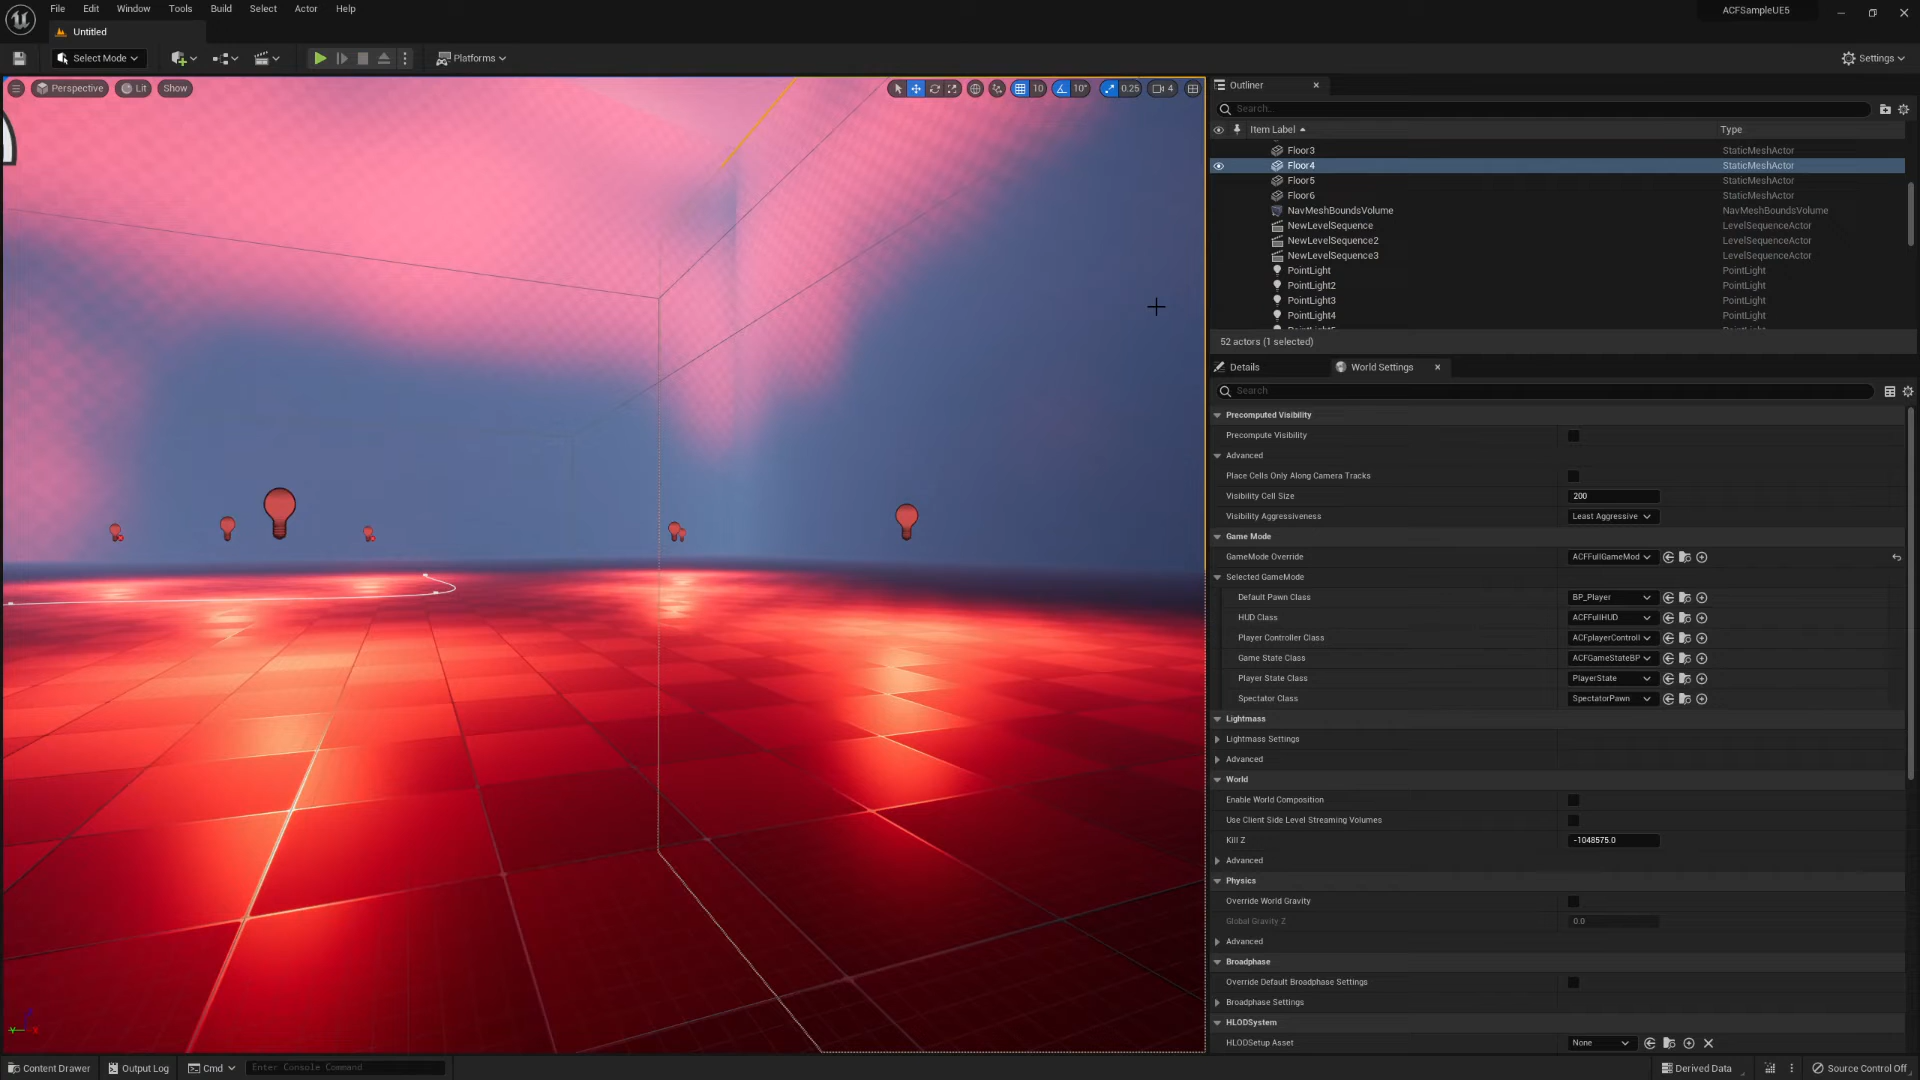 File Edit Window Tools Build Select Actor Help
ACFSampleUE5
Untitled
Select Mode
Platforms
Settings
Perspective
Lit
Show
10
10°
0.25
4
Outliner
Search...
Item Label
Type
Floor3 StaticMeshActor
Floor4 StaticMeshActor
Floor5 StaticMeshActor
Floor6 StaticMeshActor
NavMeshBoundsVolume NavMeshBoundsVolume
NewLevelSequence LevelSequenceActor
NewLevelSequence2 LevelSequenceActor
NewLevelSequence3 LevelSequenceActor
PointLight PointLight
PointLight2 PointLight
PointLight3 PointLight
PointLight4 PointLight
52 actors (1 selected)
Details
World Settings
Search
Precomputed Visibility
Precompute Visibility
Advanced
Place Cells Only Along Camera Tracks
Visibility Cell Size 200
Visibility Aggressiveness Least Aggressive
Game Mode
GameMode Override ACFFullGameMod
Selected GameMode
Default Pawn Class BP_Player
HUD Class ACFFullHUD
Player Controller Class ACFplayerControll
Game State Class ACFGameStateBP
Player State Class PlayerState
Spectator Class SpectatorPawn
Lightmass
Lightmass Settings
Advanced
World
Enable World Composition
Use Client Side Level Streaming Volumes
Kill Z -1048575.0
Advanced
Physics
Override World Gravity
Global Gravity Z 0.0
Advanced
Broadphase
Override Default Broadphase Settings
Broadphase Settings
HLODSystem
HLODSetup Asset None
Content Drawer
Output Log
Cmd
Enter Console Command
Derived Data
Source Control Off